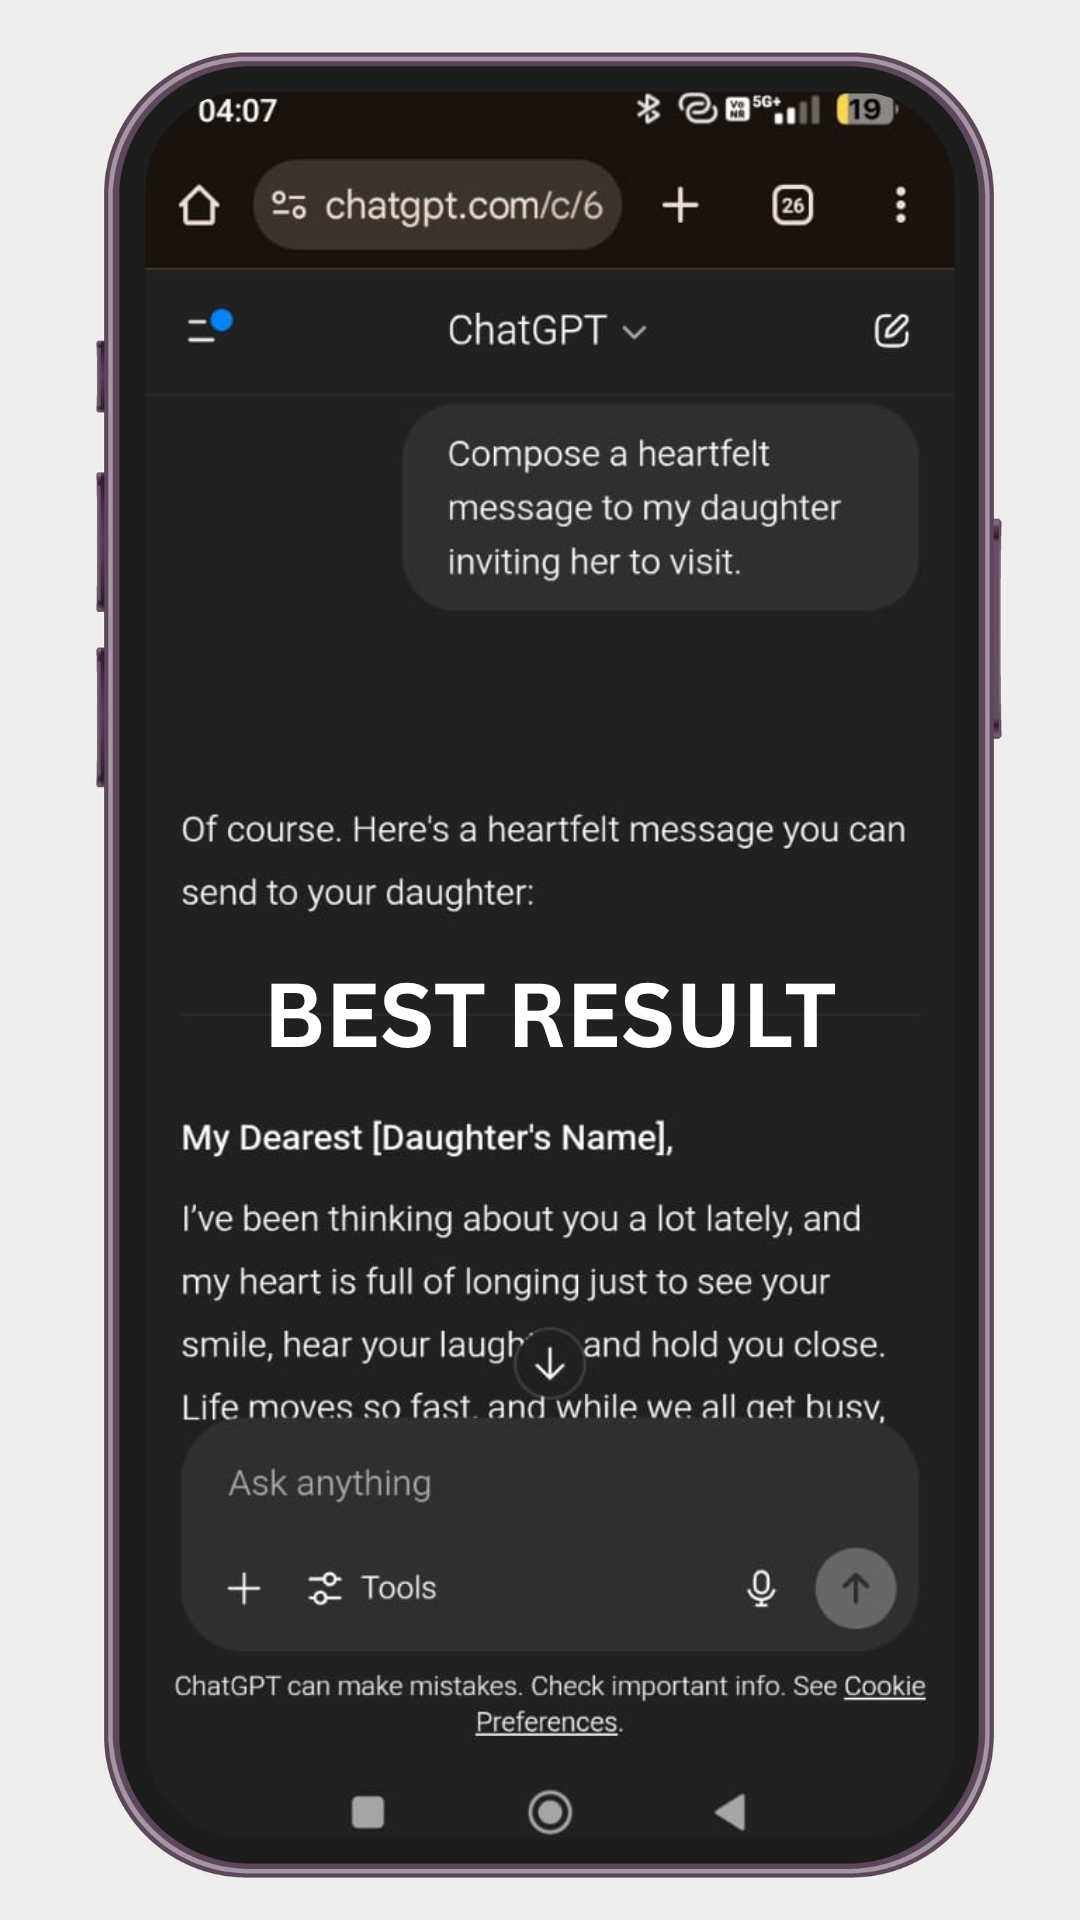 04:07
Vo
NR
5G+
19
chatgpt.com/c/6
26
ChatGPT
Compose a heartfelt
message to my daughter
inviting her to visit.
Of course. Here's a heartfelt message you can
send to your daughter:
BEST RESULT
My Dearest [Daughter's Name],
I’ve been thinking about you a lot lately, and
my heart is full of longing just to see your
smile, hear your laugh and hold you close.
Life moves so fast, and while we all get busy,
Ask anything
Tools
ChatGPT can make mistakes. Check important info. See Cookie
Preferences.